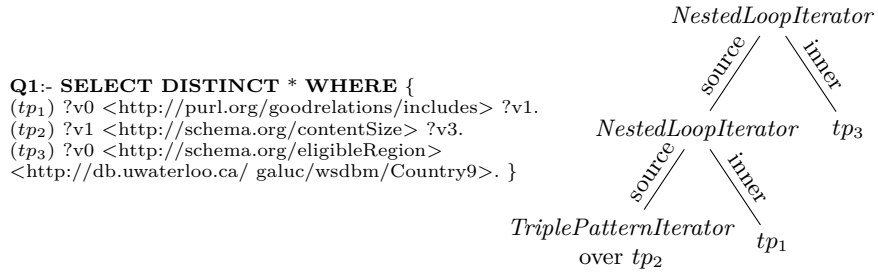 Q1:- SELECT DISTINCT * WHERE {
(tp1) ?v0 <http://purl.org/goodrelations/includes> ?v1.
(tp2) ?v1 <http://schema.org/contentSize> ?v3.
(tp3) ?v0 <http://schema.org/eligibleRegion>
<http://db.uwaterloo.ca/ galuc/wsdbm/Country9>. }
NestedLoopIterator
source
inner
NestedLoopIterator
tp3
source
inner
TriplePatternIterator
over tp2
tp1